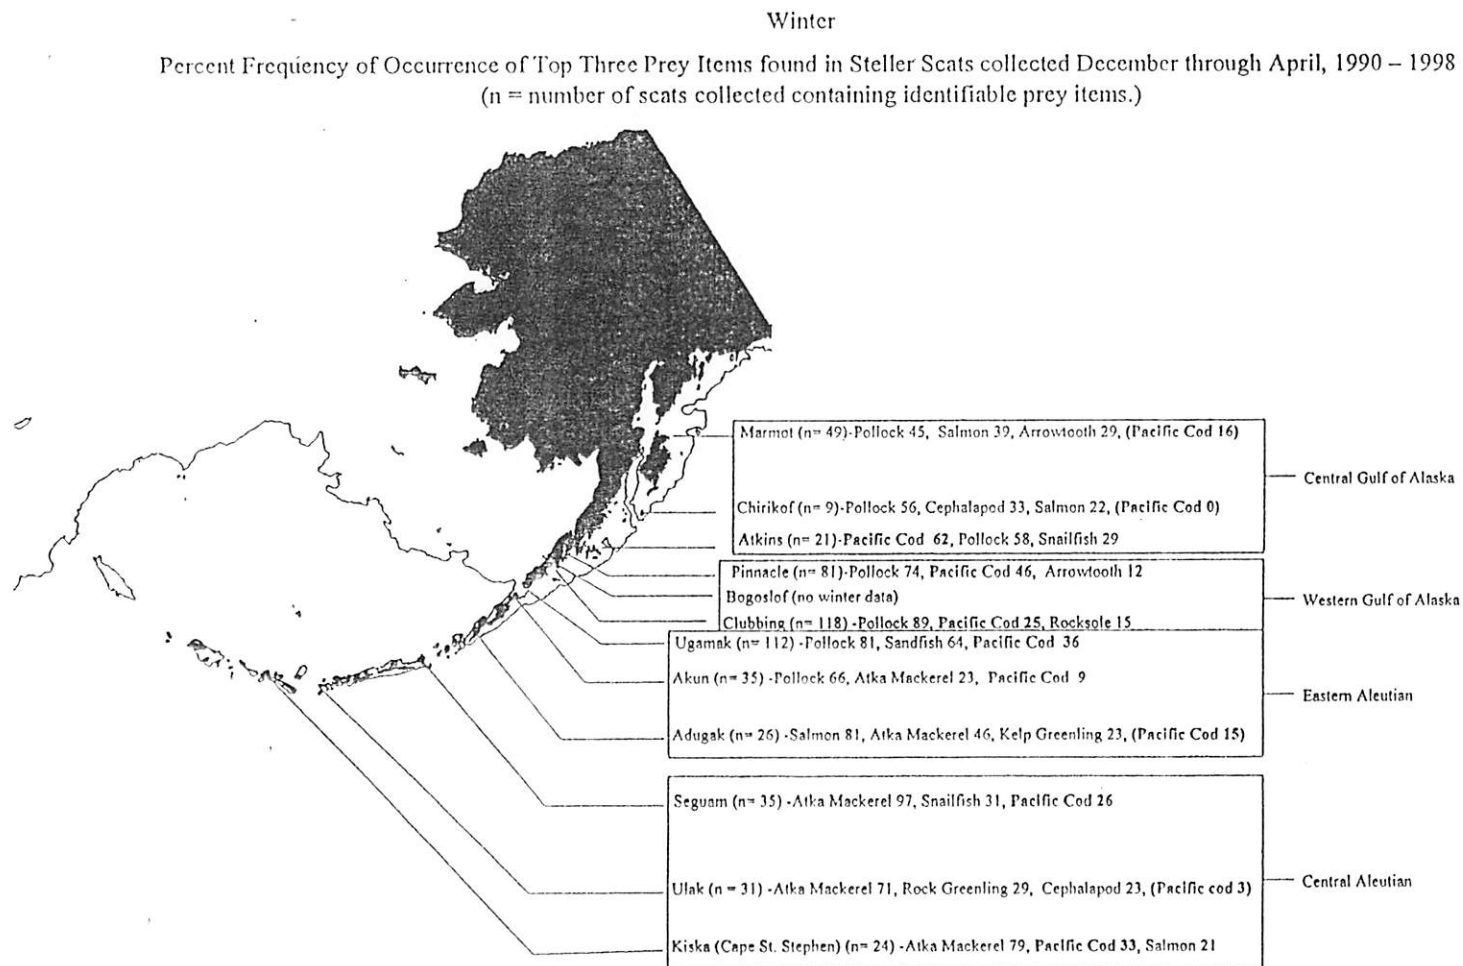 Winter
Percent Frequency of Occurrence of Top Three Prey Items found in Steller Scats collected December through April, 1990 – 1998
(n = number of scats collected containing identifiable prey items.)
Marmot (n= 49)-Pollock 45, Salmon 39, Arrowtooth 29, (Pacific Cod 16)
Central Gulf of Alaska
Chirikof (n= 9)-Pollock 56, Cephalapod 33, Salmon 22, (Pacific Cod 0)
Atkins (n= 21)-Pacific Cod 62, Pollock 58, Snailfish 29
Pinnacle (n= 81)-Pollock 74, Pacific Cod 46, Arrowtooth 12
Bogoslof (no winter data)
Western Gulf of Alaska
Clubbing (n= 118) -Pollock 89, Pacific Cod 25, Rocksole 15
Ugamak (n= 112) -Pollock 81, Sandfish 64, Pacific Cod 36
Akun (n= 35) -Pollock 66, Atka Mackerel 23, Pacific Cod 9
Eastern Aleutian
Adugak (n= 26) -Salmon 81, Atka Mackerel 46, Kelp Greenling 23, (Pacific Cod 15)
Seguam (n= 35) -Atka Mackerel 97, Snailfish 31, Pacific Cod 26
Ulak (n = 31) -Atka Mackerel 71, Rock Greenling 29, Cephalapod 23, (Pacific cod 3)
Central Aleutian
Kiska (Cape St. Stephen) (n= 24) -Atka Mackerel 79, Pacific Cod 33, Salmon 21